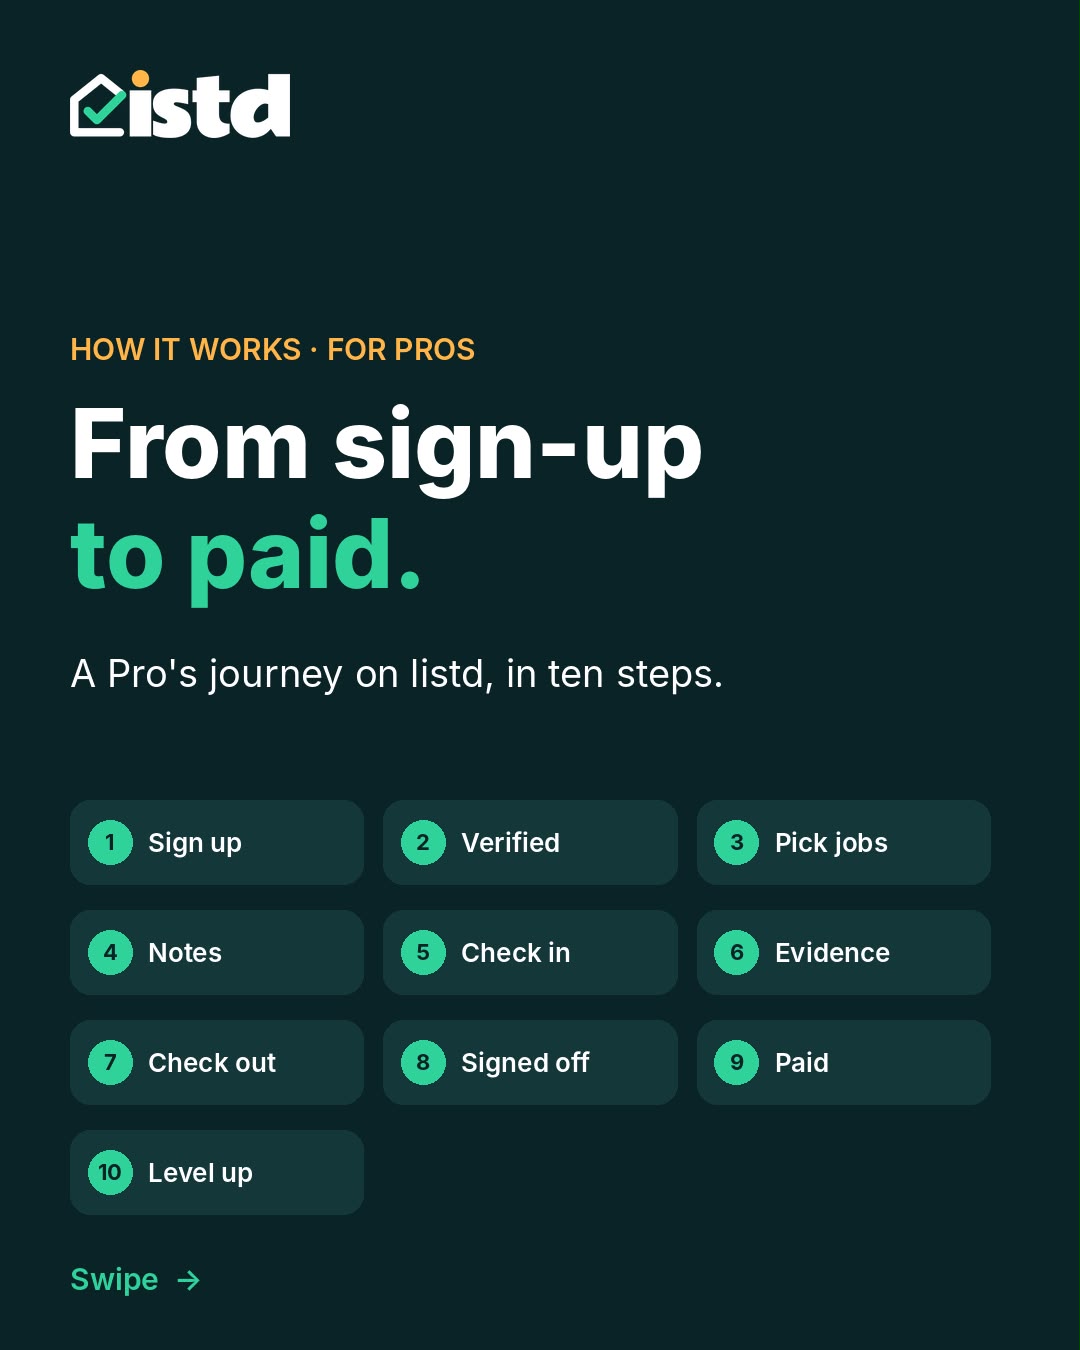 listd
HOW IT WORKS · FOR PROS
From sign-up
to paid.
A Pro's journey on listd, in ten steps.
1 Sign up
2 Verified
3 Pick jobs
4 Notes
5 Check in
6 Evidence
7 Check out
8 Signed off
9 Paid
10 Level up
Swipe →